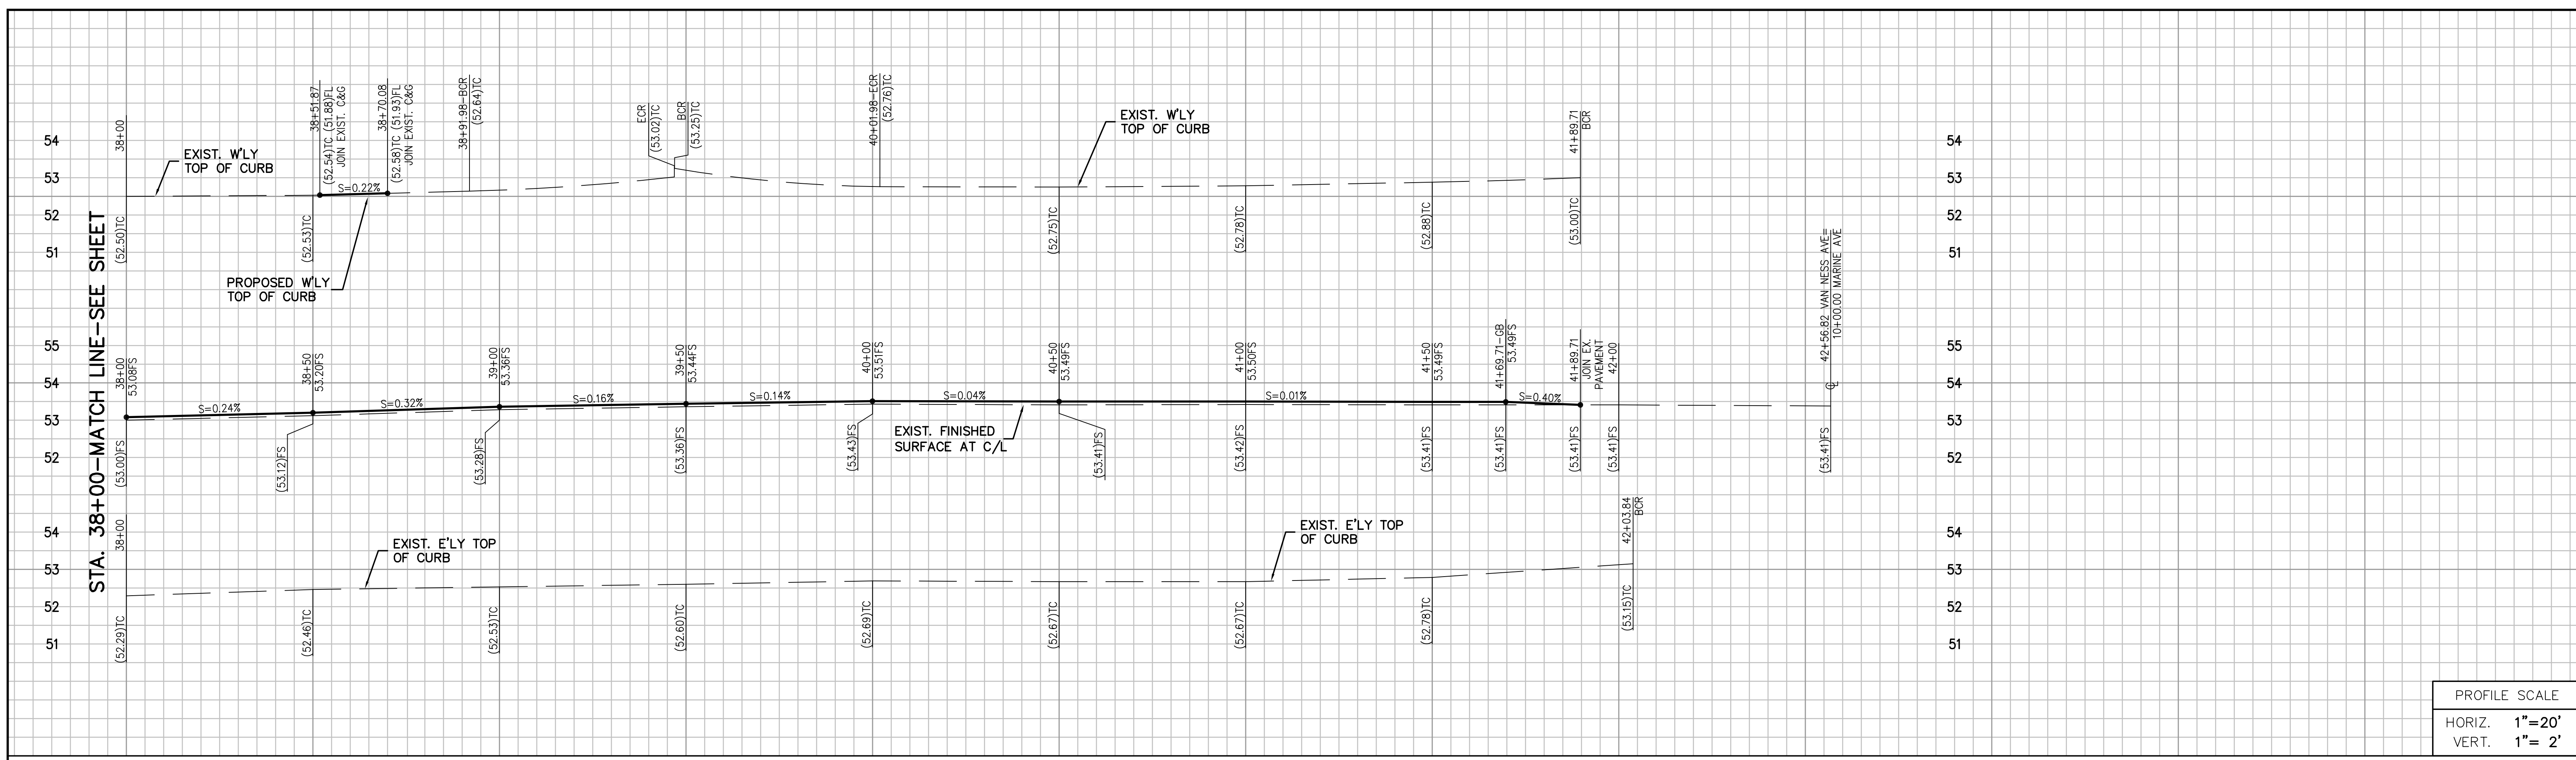 STA. 38+00-MATCH LINE-SEE SHEET
54
53
52
51
38+00
(52.50)TC
EXIST. W'LY
TOP OF CURB
38+51.87
(52.54)TC (51.88)FL
JOIN EXIST. C&G
38+70.08
(52.58)TC (51.93)FL
JOIN EXIST. C&G
S=0.22%
(52.53)TC
PROPOSED W'LY
TOP OF CURB
38+91.98-BCR
(52.64)TC
ECR
(53.02)TC
BCR
(53.25)TC
40+01.98-ECR
(52.76)TC
EXIST. W'LY
TOP OF CURB
(52.75)TC
(52.78)TC
(52.88)TC
41+89.71
BCR
(53.00)TC
54
53
52
51
55
54
53
52
38+00
53.08FS
S=0.24%
38+50
53.20FS
S=0.32%
39+00
53.36FS
S=0.16%
39+50
53.44FS
S=0.14%
40+00
53.51FS
S=0.04%
40+50
53.49FS
41+00
53.50FS
S=0.01%
41+50
53.49FS
41+69.71-GB
53.49FS
S=0.40%
41+89.71
JOIN EX.
PAVEMENT
42+00
42+56.82 VAN NESS AVE=
10+00.00 MARINE AVE
(53.00)FS
(53.12)FS
(53.28)FS
(53.36)FS
(53.43)FS
EXIST. FINISHED
SURFACE AT C/L
(53.41)FS
(53.42)FS
(53.41)FS
(53.41)FS
(53.41)FS
(53.41)FS
(53.41)FS
55
54
53
52
54
53
52
51
38+00
(52.29)TC
EXIST. E'LY TOP
OF CURB
(52.46)TC
(52.53)TC
(52.60)TC
(52.69)TC
(52.67)TC
(52.67)TC
EXIST. E'LY TOP
OF CURB
(52.78)TC
42+03.84
BCR
(53.15)TC
54
53
52
51
PROFILE SCALE
HORIZ. 1"=20'
VERT. 1"= 2'